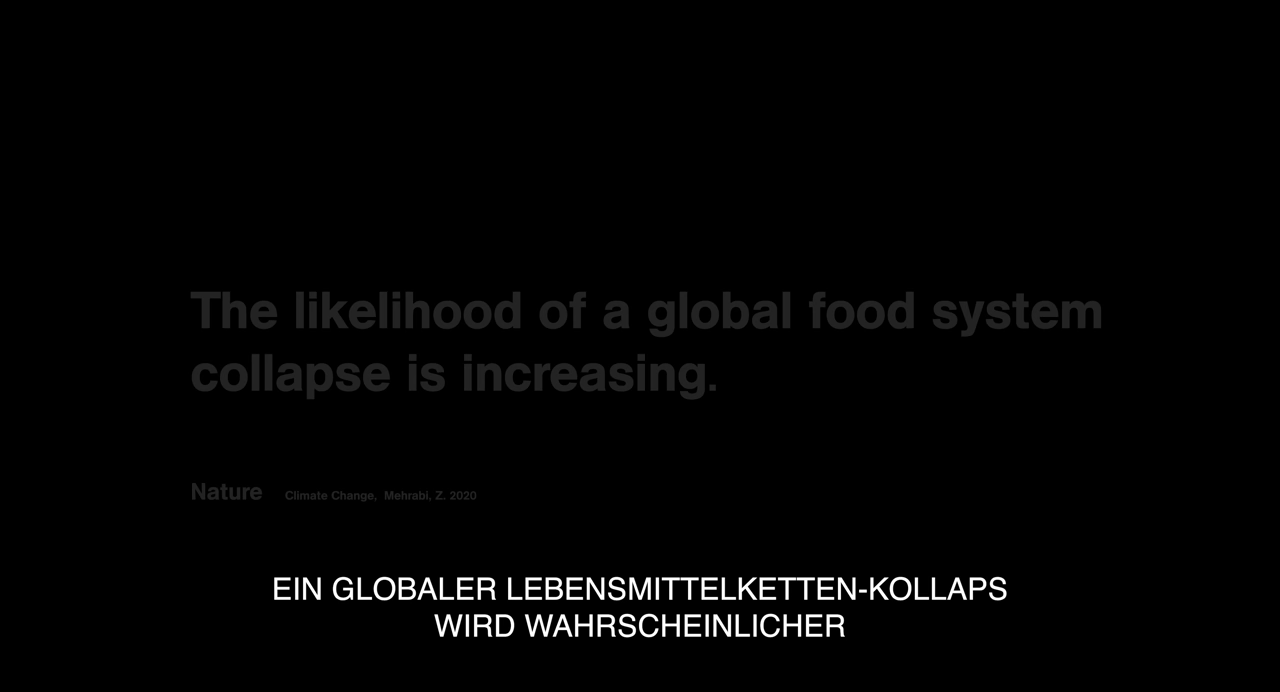 The likelihood of a global food system
collapse is increasing.
Nature Climate Change, Mehrabi, Z. 2020
EIN GLOBALER LEBENSMITTELKETTEN-KOLLAPS
WIRD WAHRSCHEINLICHER